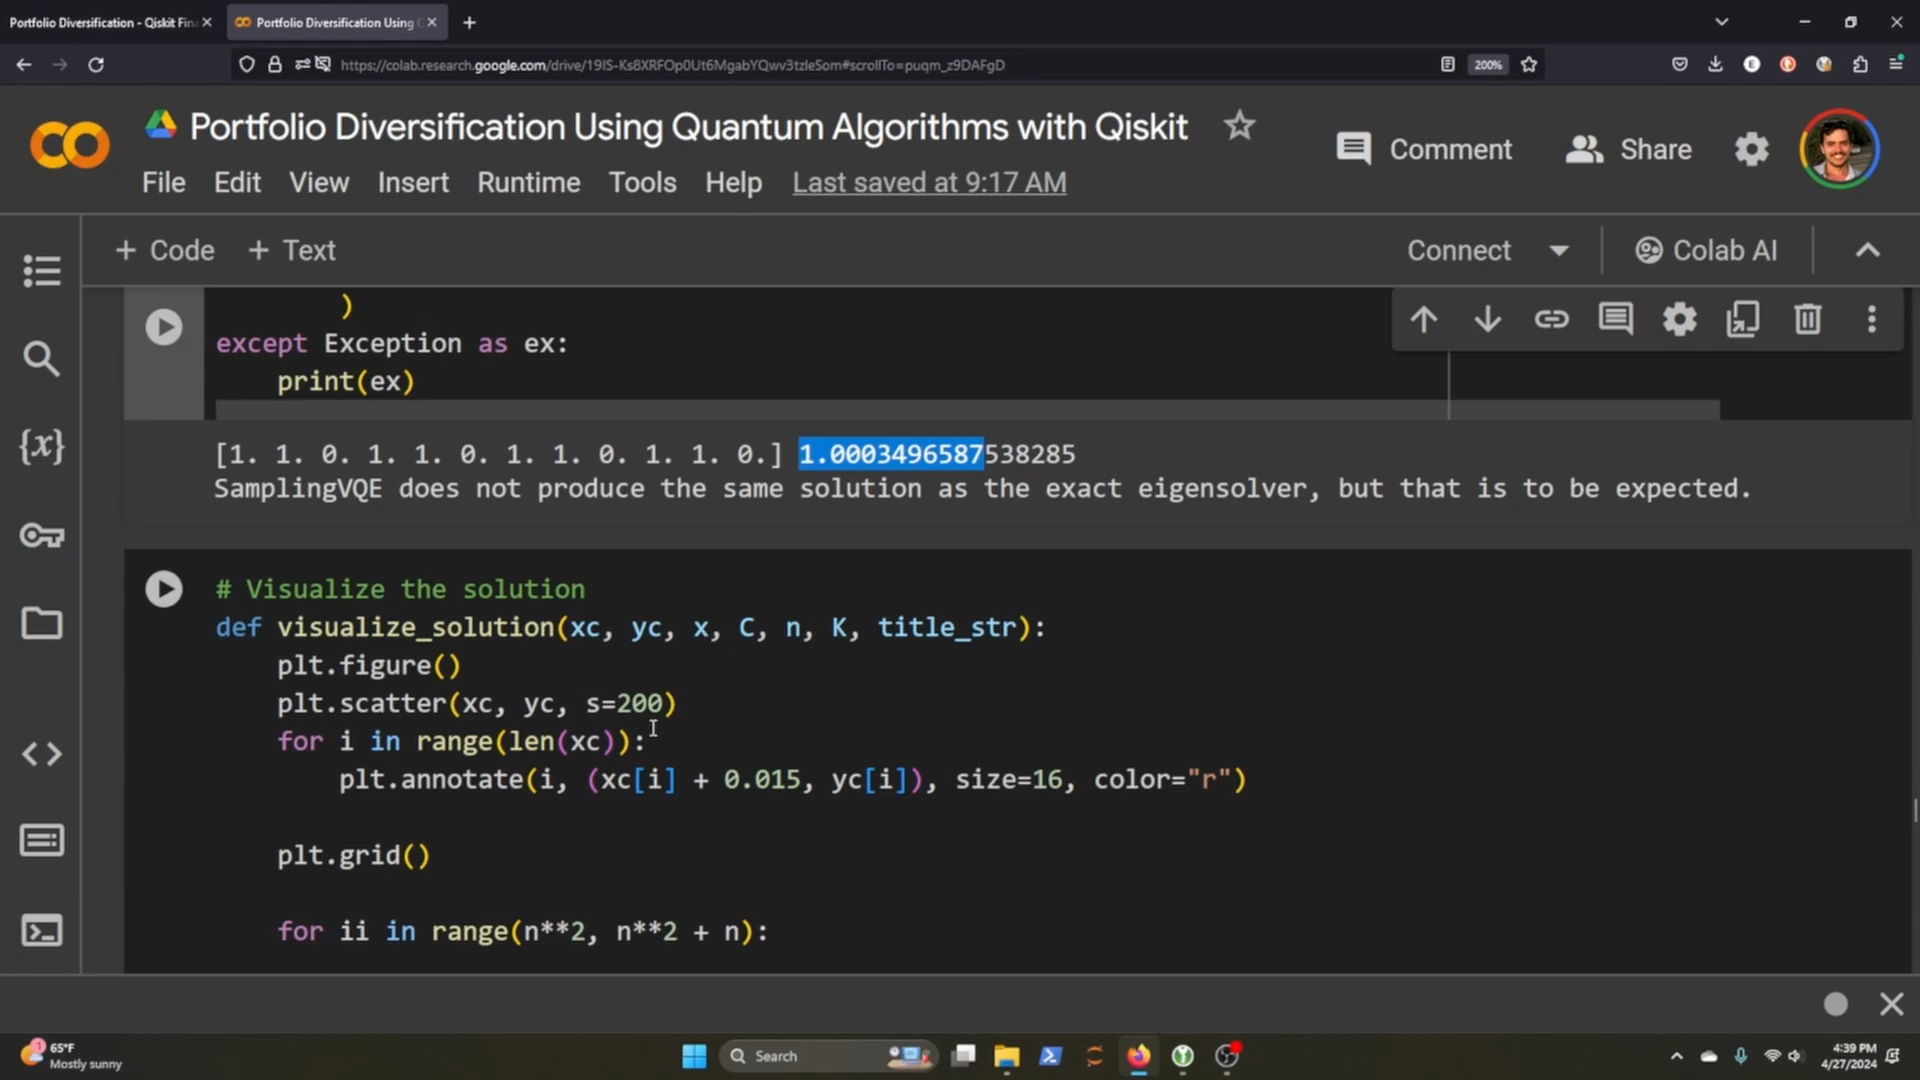 Portfolio Diversification - Qiskit Fin
Portfolio Diversification Using
https://colab.research.google.com/drive/19IS-Ks8XRFOp0Ut6MgabYQwv3tzleSom#scrollTo=puqm_z9DAFgD
200%
Portfolio Diversification Using Quantum Algorithms with Qiskit
File Edit View Insert Runtime Tools Help Last saved at 9:17 AM
Comment
Share
+ Code + Text
Connect
Colab AI
)
except Exception as ex:
print(ex)
[1. 1. 0. 1. 1. 0. 1. 1. 0. 1. 1. 0.] 1.0003496587538285
SamplingVQE does not produce the same solution as the exact eigensolver, but that is to be expected.
# Visualize the solution
def visualize_solution(xc, yc, x, C, n, K, title_str):
plt.figure()
plt.scatter(xc, yc, s=200)
for i in range(len(xc)):
plt.annotate(i, (xc[i] + 0.015, yc[i]), size=16, color="r")
plt.grid()
for ii in range(n**2, n**2 + n):
1
65°F
Mostly sunny
Search
4:39 PM
4/27/2024